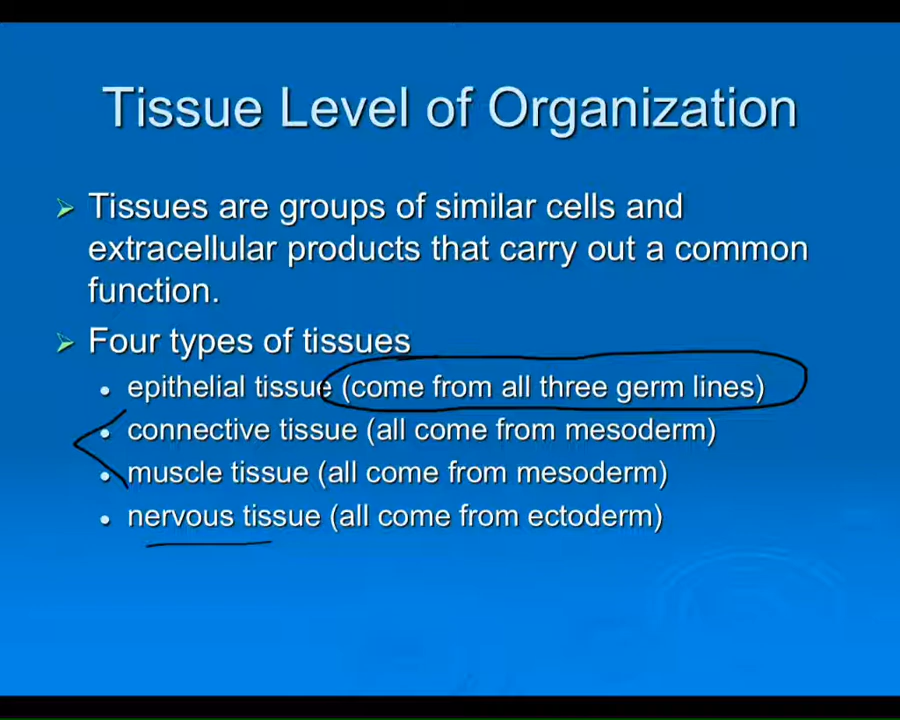 Tissue Level of Organization
Tissues are groups of similar cells and
extracellular products that carry out a common
function.
Four types of tissues
epithelial tissue (come from all three germ lines)
connective tissue (all come from mesoderm)
muscle tissue (all come from mesoderm)
nervous tissue (all come from ectoderm)